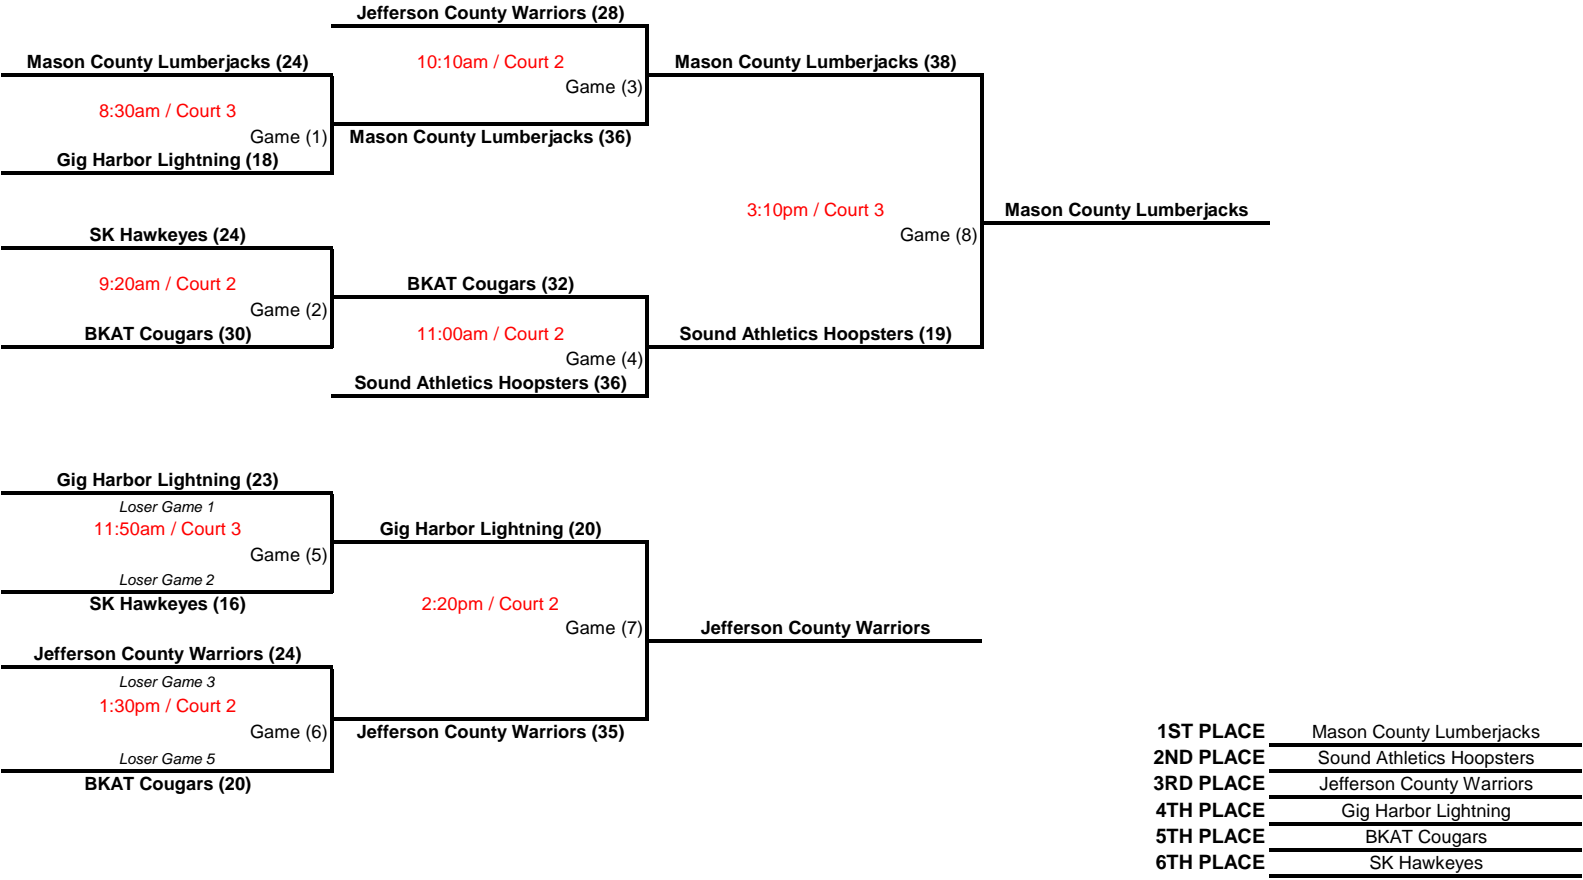 Jefferson County Warriors (28)
Mason County Lumberjacks (24)
10:10am / Court 2
Mason County Lumberjacks (38)
Game (3)
8:30am / Court 3
Game (1)
Mason County Lumberjacks (36)
Gig Harbor Lightning (18)
3:10pm / Court 3
Mason County Lumberjacks
SK Hawkeyes (24)
Game (8)
9:20am / Court 2
BKAT Cougars (32)
Game (2)
BKAT Cougars (30)
11:00am / Court 2
Sound Athletics Hoopsters (19)
Game (4)
Sound Athletics Hoopsters (36)
Gig Harbor Lightning (23)
Loser Game 1
11:50am / Court 3
Gig Harbor Lightning (20)
Game (5)
Loser Game 2
SK Hawkeyes (16)
2:20pm / Court 2
Game (7)
Jefferson County Warriors
Jefferson County Warriors (24)
Loser Game 3
1:30pm / Court 2
Game (6)
Jefferson County Warriors (35)
Loser Game 5
BKAT Cougars (20)
1ST PLACE Mason County Lumberjacks
2ND PLACE Sound Athletics Hoopsters
3RD PLACE Jefferson County Warriors
4TH PLACE Gig Harbor Lightning
5TH PLACE BKAT Cougars
6TH PLACE SK Hawkeyes